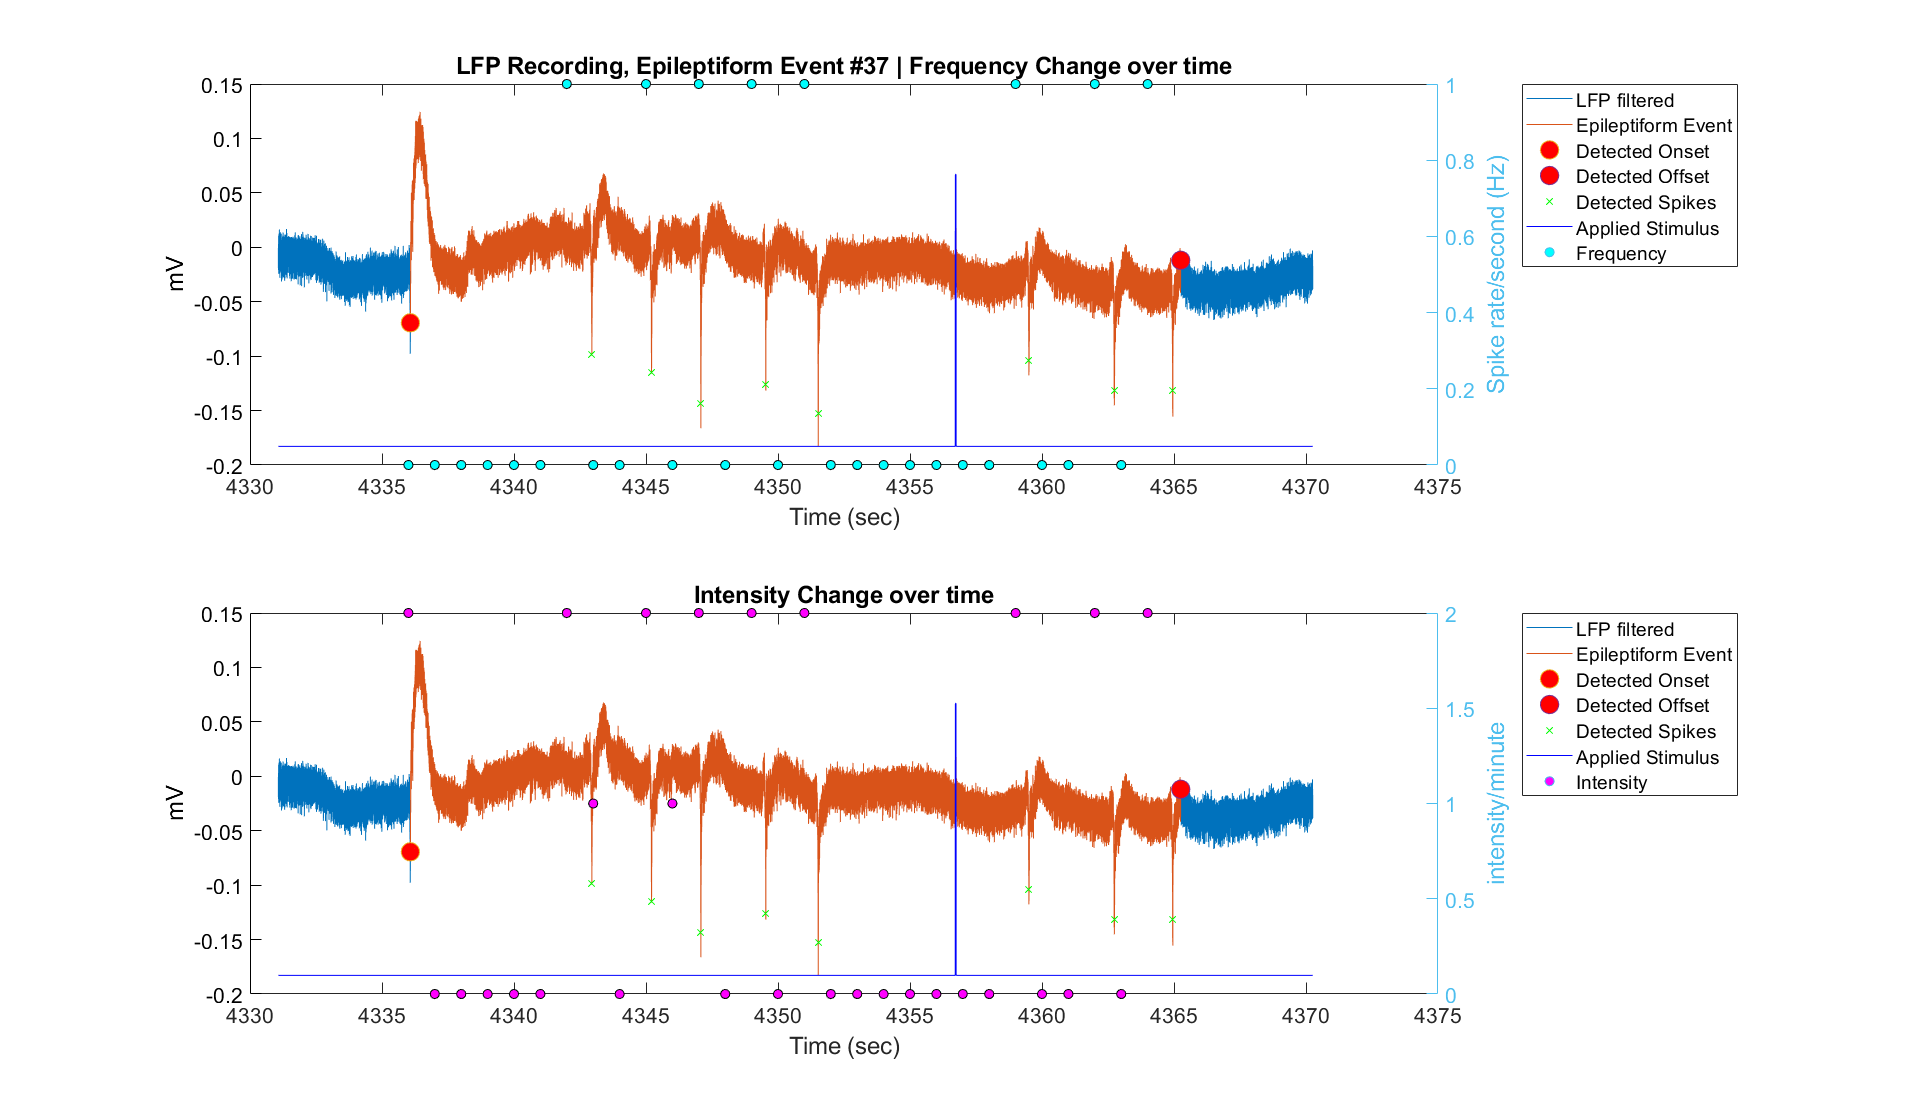 LFP Recording, Epileptiform Event #37 | Frequency Change over time
0.15
0.1
0.05
0
-0.05
-0.1
-0.15
-0.2
mV
1
0.8
0.6
0.4
0.2
0
Spike rate/second (Hz)
4330 4335 4340 4345 4350 4355 4360 4365 4370 4375
Time (sec)
LFP filtered
Epileptiform Event
Detected Onset
Detected Offset
Detected Spikes
Applied Stimulus
Frequency
Intensity Change over time
0.15
0.1
0.05
0
-0.05
-0.1
-0.15
-0.2
mV
2
1.5
1
0.5
0
intensity/minute
4330 4335 4340 4345 4350 4355 4360 4365 4370 4375
Time (sec)
LFP filtered
Epileptiform Event
Detected Onset
Detected Offset
Detected Spikes
Applied Stimulus
Intensity